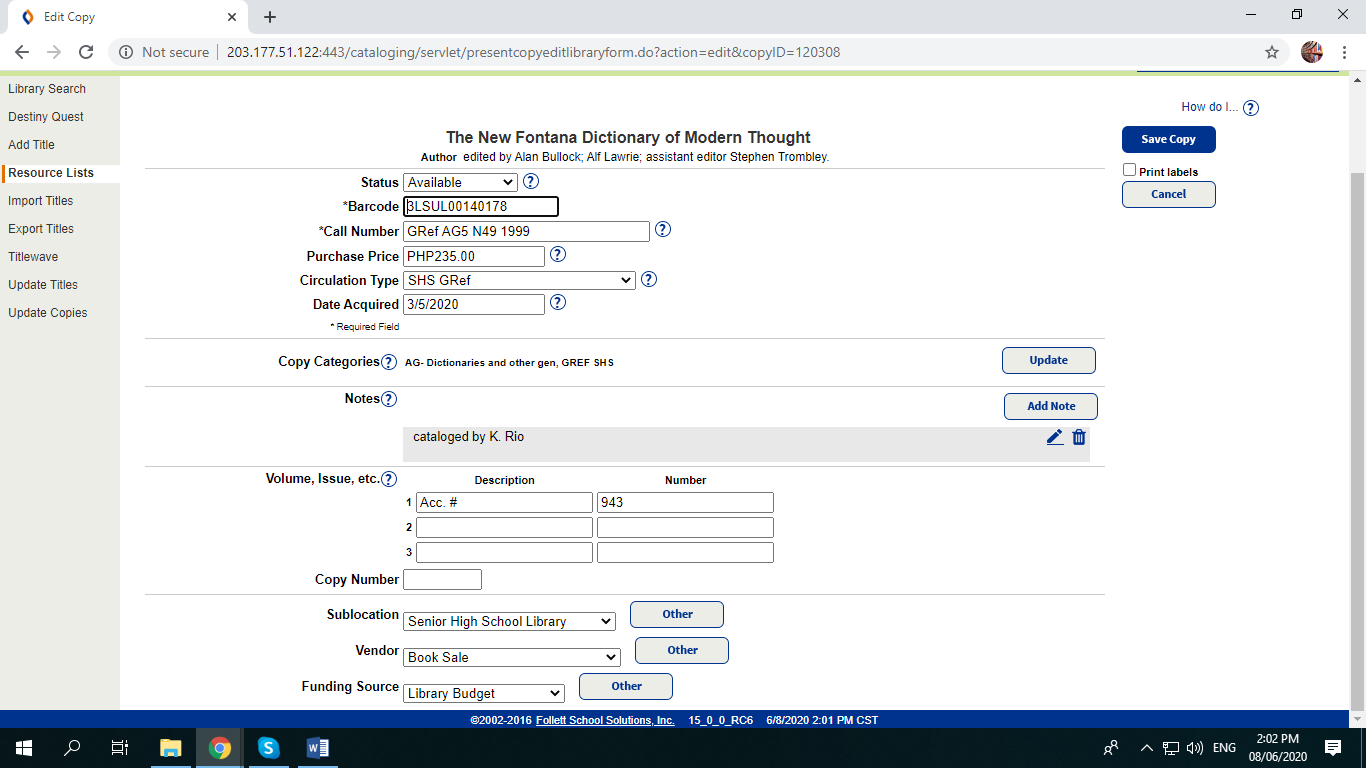 Edit Copy
Not secure 203.177.51.122:443/cataloging/servlet/presentcopyeditlibraryform.do?action=edit&copyID=120308
Library Search
Destiny Quest
Add Title
Resource Lists
Import Titles
Export Titles
Titlewave
Update Titles
Update Copies
How do I... ?
The New Fontana Dictionary of Modern Thought
Author edited by Alan Bullock; Alf Lawrie; assistant editor Stephen Trombley.
Save Copy
Print labels
Cancel
Status Available ?
*Barcode 3LSUL00140178
*Call Number GRef AG5 N49 1999 ?
Purchase Price PHP235.00 ?
Circulation Type SHS GRef ?
Date Acquired 3/5/2020 ?
* Required Field
Copy Categories ? AG- Dictionaries and other gen, GREF SHS Update
Notes ? Add Note
cataloged by K. Rio
Volume, Issue, etc. ? Description Number
1 Acc. # 943
2
3
Copy Number
Sublocation Senior High School Library Other
Vendor Book Sale Other
Funding Source Library Budget Other
©2002-2016 Follett School Solutions, Inc. 15_0_0_RC6 6/8/2020 2:01 PM CST
ENG
2:02 PM
08/06/2020